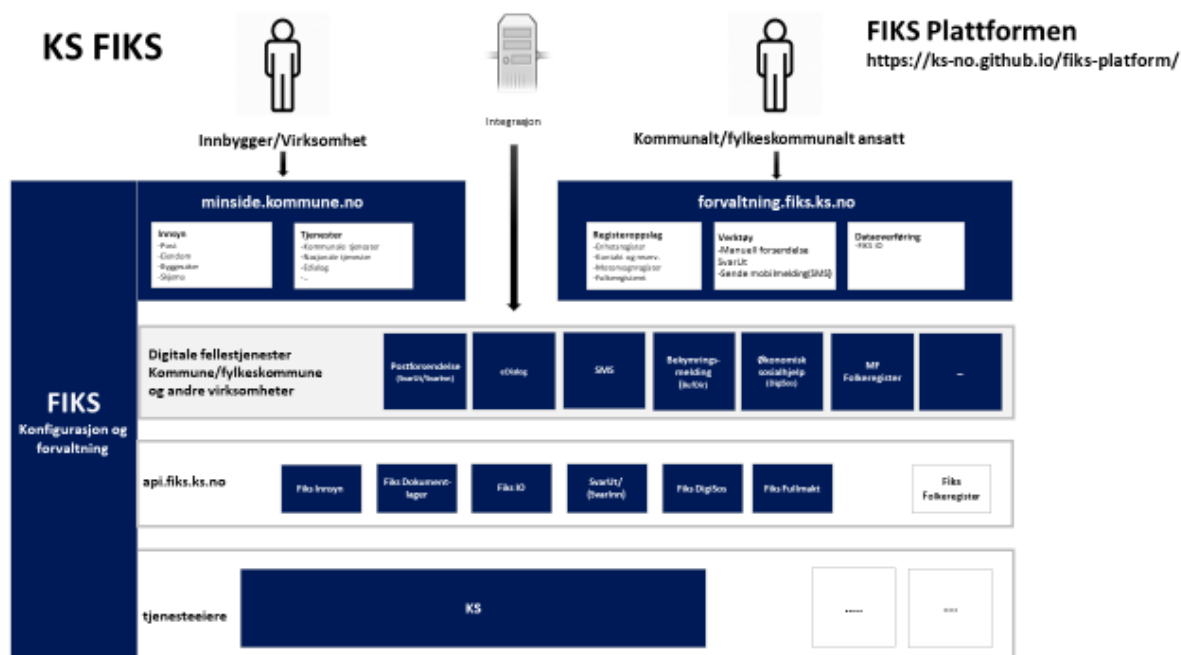 KS FIKS
FIKS Plattformen
https://ks-no.github.io/fiks-platform/
Innbygger/Virksomhet
Integrasjon
Kommunalt/fylkeskommunalt ansatt
minside.kommune.no
Innsyn
-Post
-Eiendom
-Byggesaker
-Skjema
Tjenester
-Kommunale tjenester
-Nasjonale tjenester
-Edialog
-...
forvaltning.fiks.ks.no
Registeroppslag
-Enhetsregister
-Kontakt og reserv.
-Motorvognregister
-Folkeregisteret
Verktøy
-Manuell forsendelse
SvarUt
-Sende mobilmelding(SMS)
Dataoverføring
-FIKS IO
FIKS
Konfigurasjon og
forvaltning
Digitale fellestjenester
Kommune/fylkeskommune
og andre virksomheter
Postforsendelse
(SvarUt/SvarInn)
eDialog
SMS
Bekymrings-
melding
(BufDir)
Økonomisk
sosialhjelp
(DigiSos)
MF
Folkeregister
...
api.fiks.ks.no
Fiks Innsyn
Fiks Dokument-
lager
Fiks IO
SvarUt/
(SvarInn)
Fiks DigiSos
Fiks Fullmakt
Fiks
Folkeregister
tjenesteeiere
KS
.....
....